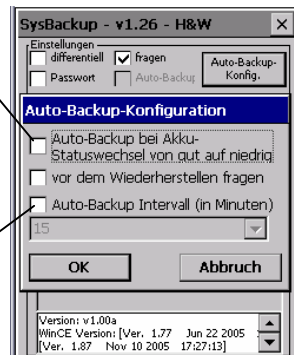 SysBackup - v1.26 - H&W
Einstellungen
differentiell
fragen
Auto-Backup-
Konfig.
Passwort
Auto-Backup
Auto-Backup-Konfiguration
Auto-Backup bei Akku-
Statuswechsel von gut auf niedrig
vor dem Wiederherstellen fragen
Auto-Backup Intervall (in Minuten)
15
OK
Abbruch
Version: v1.00a
WinCE Version: [Ver. 1.77 Jun 22 2005
[Ver. 1.87 Nov 10 2005 17:27:13]